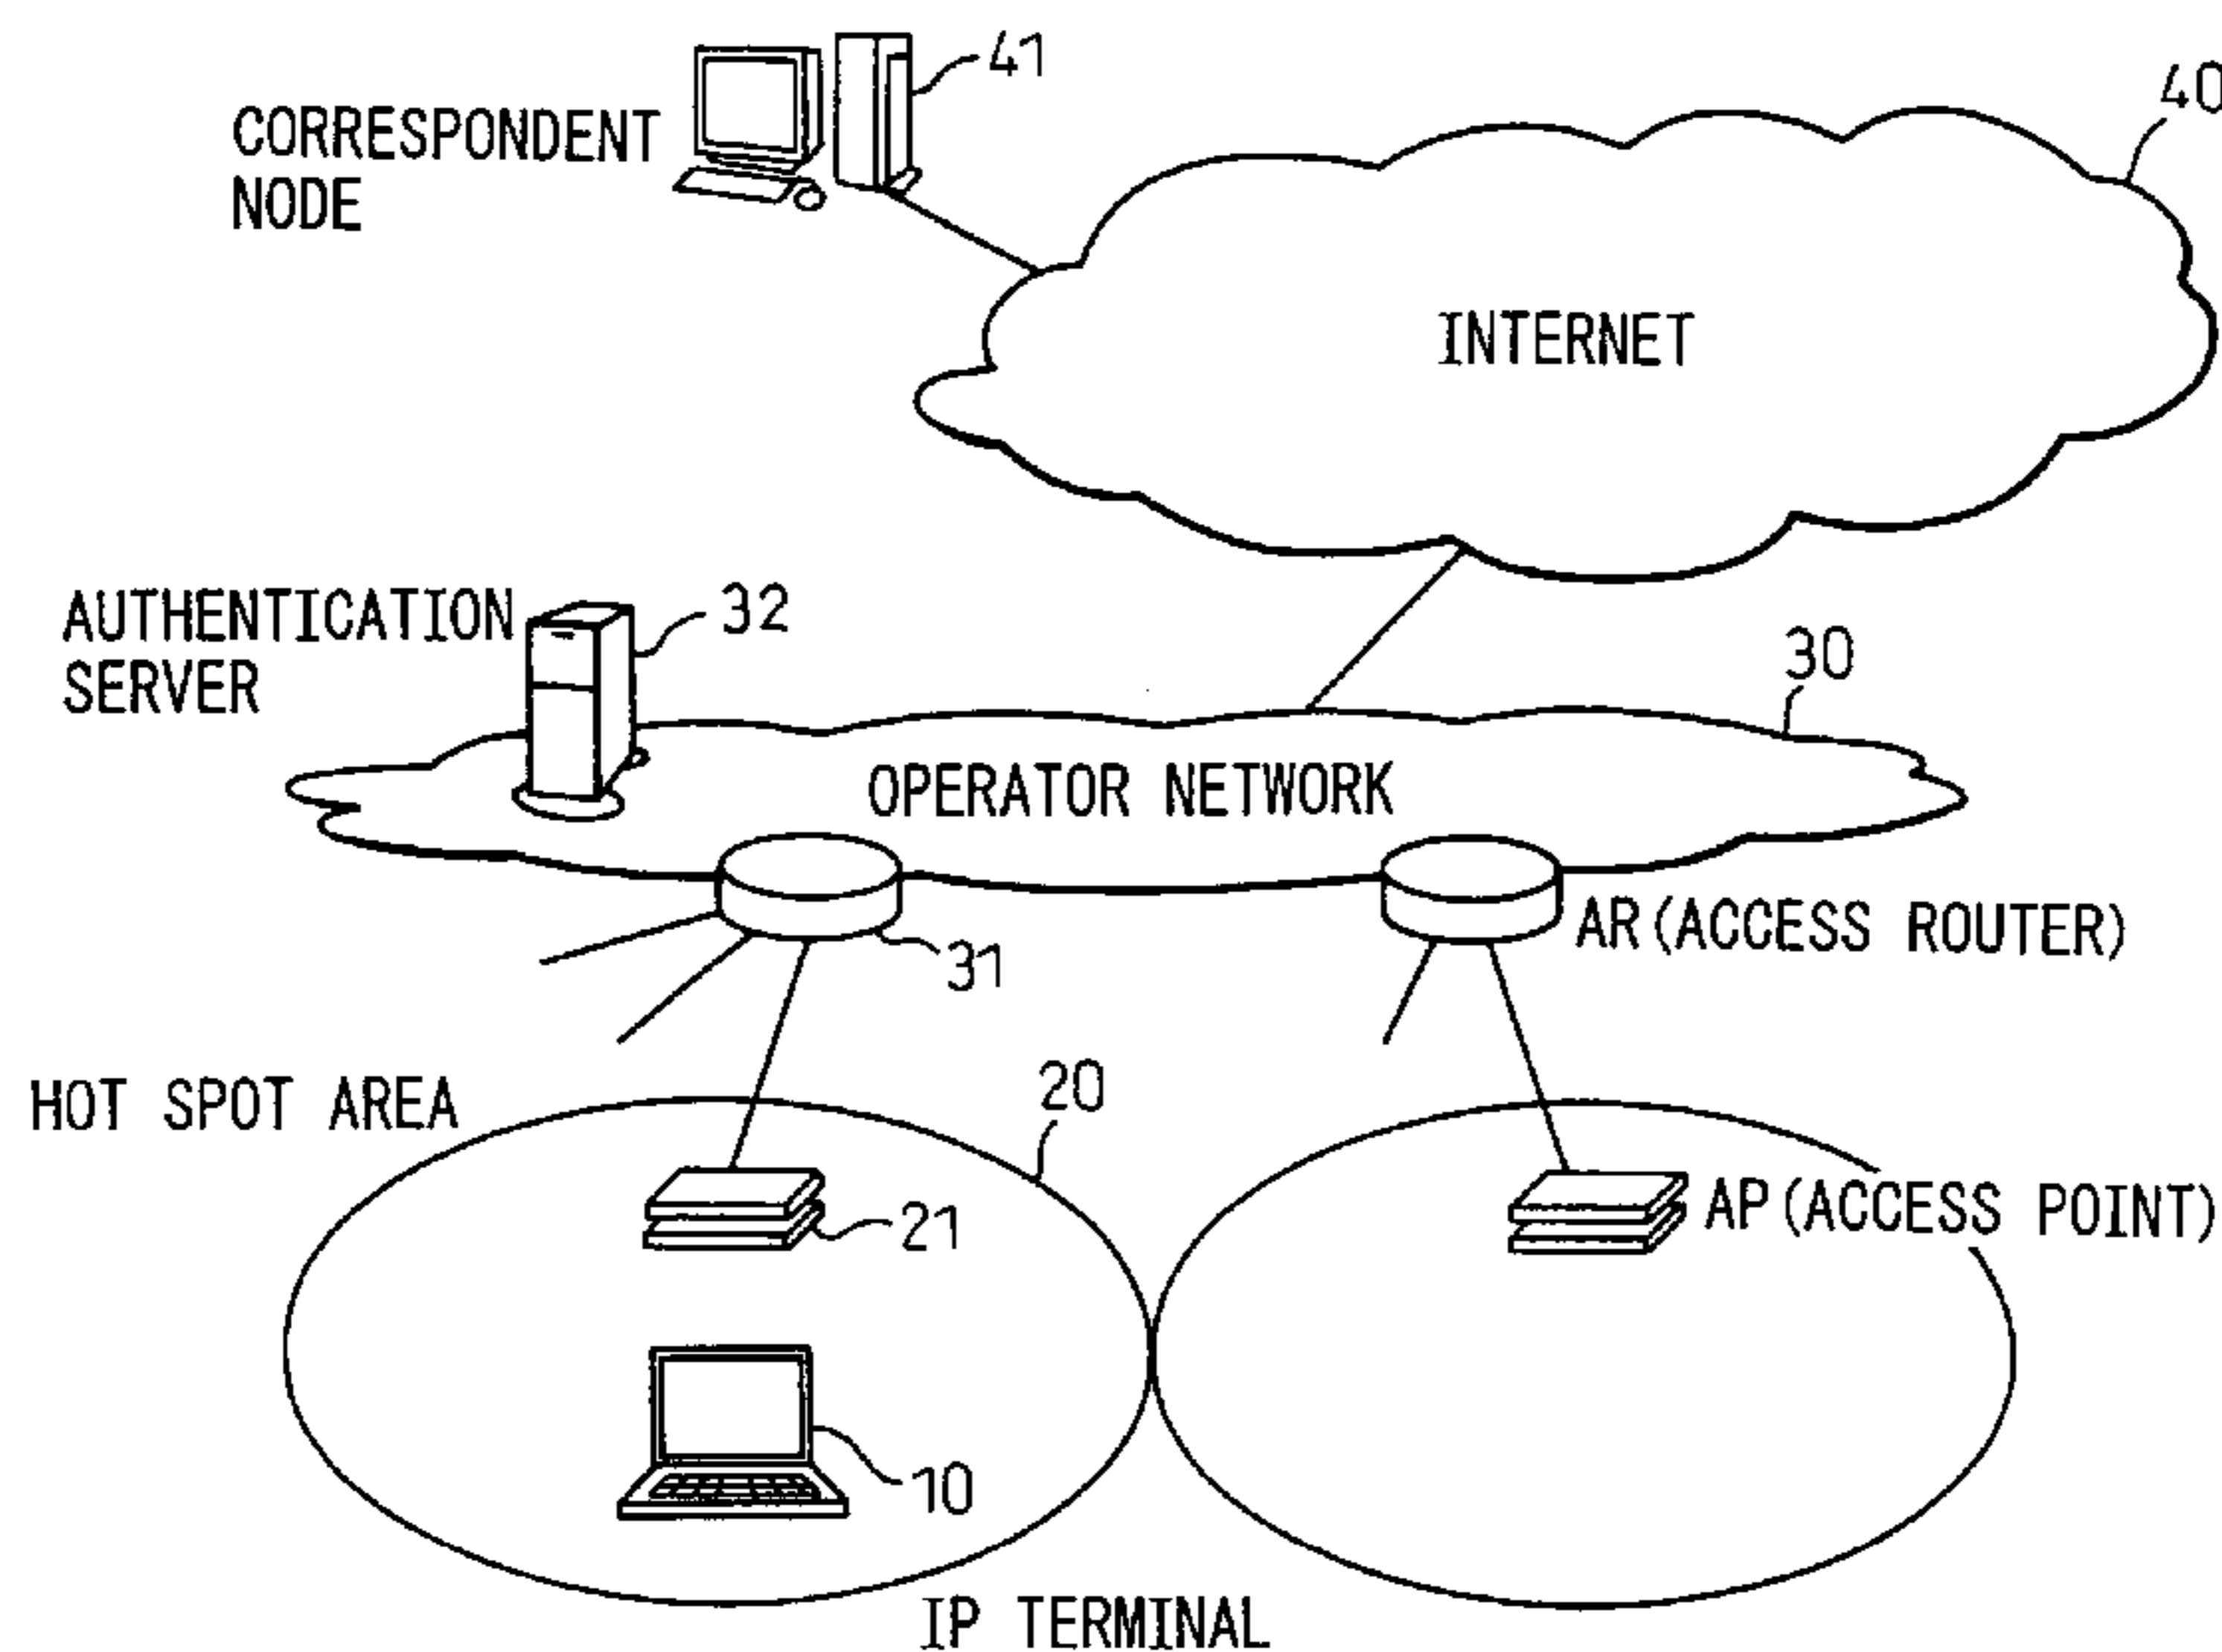 41
40
CORRESPONDENT
NODE
INTERNET
AUTHENTICATION
SERVER
32
30
OPERATOR NETWORK
AR(ACCESS ROUTER)
31
HOT SPOT AREA
20
21
AP(ACCESS POINT)
10
IP TERMINAL